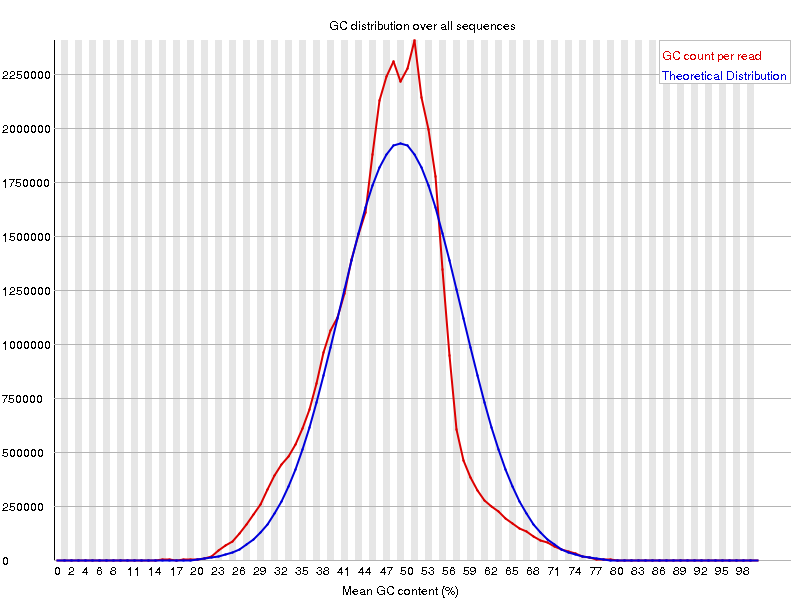 GC distribution over all sequences
GC count per read
Theoretical Distribution
2250000
2000000
1750000
1500000
1250000
1000000
750000
500000
250000
0
0 2 4 6 8 11 14 17 20 23 26 29 32 35 38 41 44 47 50 53 56 59 62 65 68 71 74 77 80 83 86 89 92 95 98
Mean GC content (%)